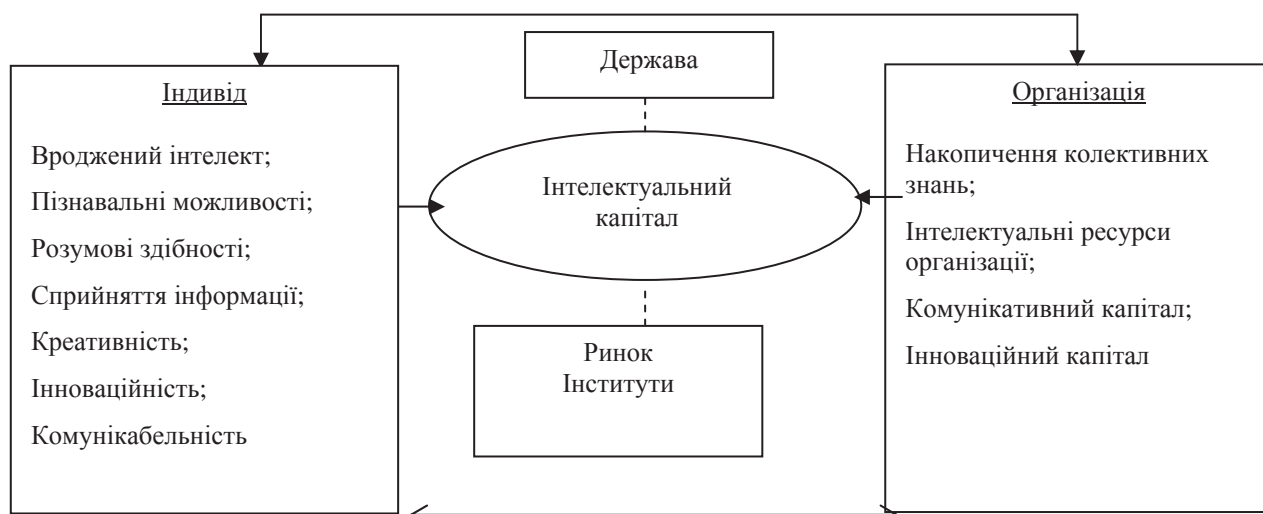 Індивід
Вроджений інтелект;
Пізнавальні можливості;
Розумові здібності;
Сприйняття інформації;
Креативність;
Інноваційність;
Комунікабельність
Держава
Інтелектуальний
капітал
Ринок
Інститути
Організація
Накопичення колективних
знань;
Інтелектуальні ресурси
організації;
Комунікативний капітал;
Інноваційний капітал